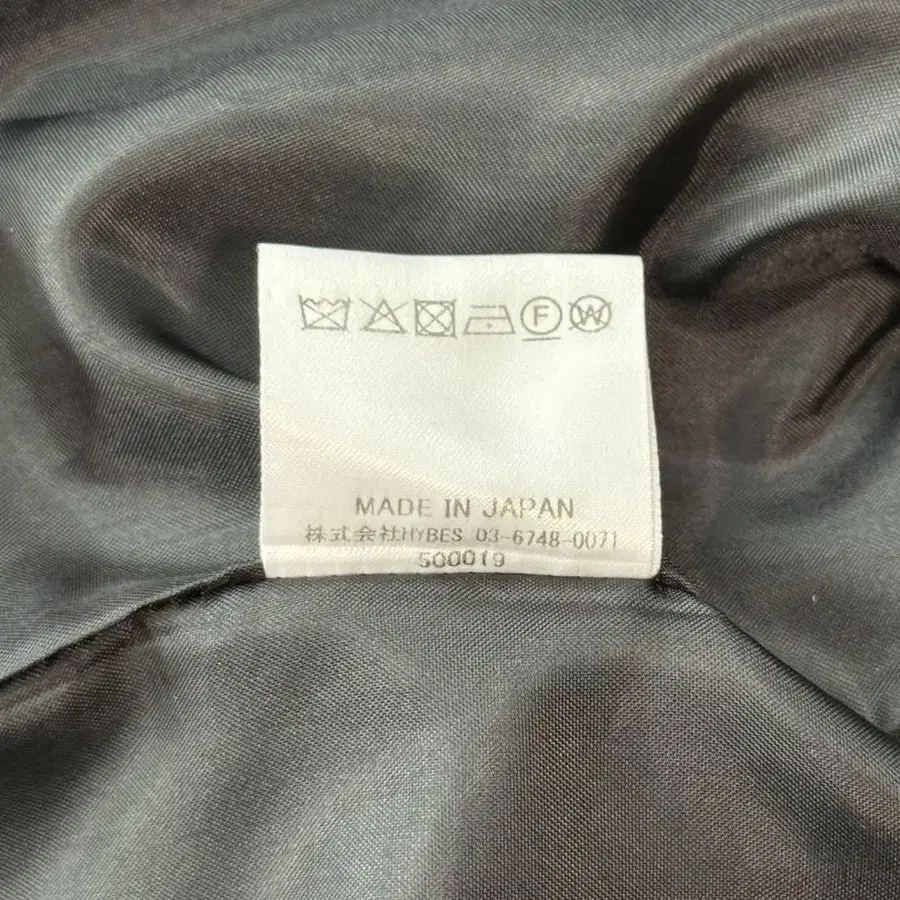 F W
MADE IN JAPAN
株式会社HYBES 03-6748-0071
500019